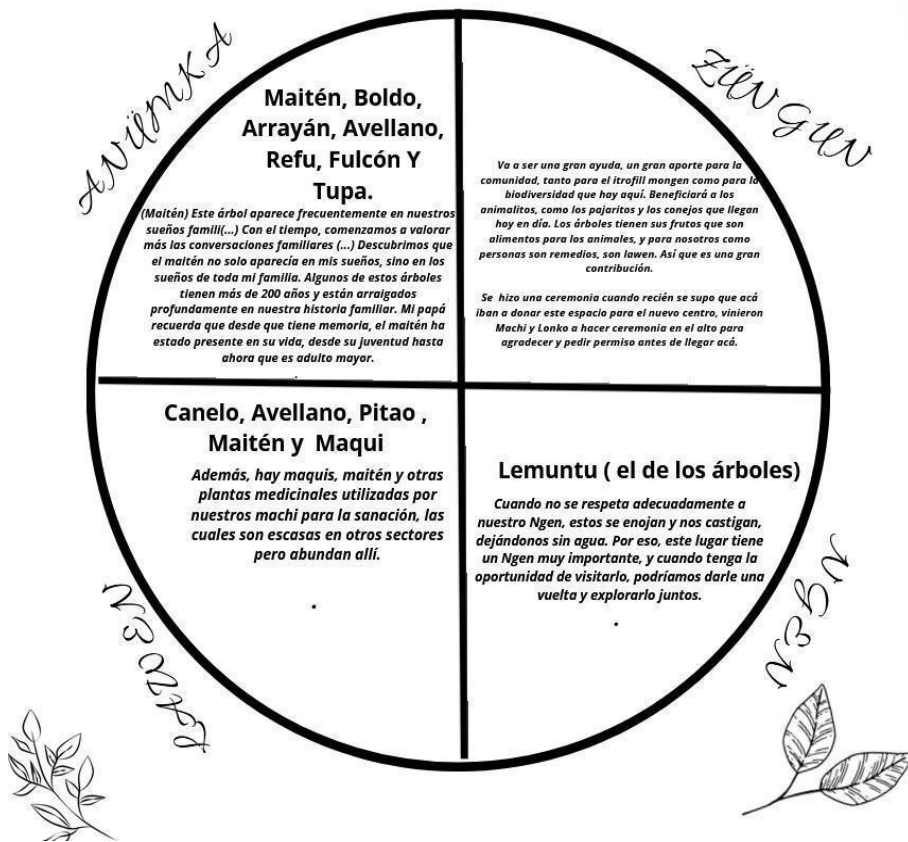 ANÜMKA
Maitén, Boldo,
Arrayán, Avellano,
Refu, Fulcón Y
Tupa.
(Maitén) Este árbol aparece frecuentemente en nuestros
sueños famili(...) Con el tiempo, comenzamos a valorar
más las conversaciones familiares (...) Descubrimos que
el maitén no solo aparecía en mis sueños, sino en los
sueños de toda mi familia. Algunos de estos árboles
tienen más de 200 años y están arraigados
profundamente en nuestra historia familiar. Mi papá
recuerda que desde que tiene memoria, el maitén ha
estado presente en su vida, desde su juventud hasta
ahora que es adulto mayor.
.
ZÜNGUN
Va a ser una gran ayuda, un gran aporte para la
comunidad, tanto para el itrofill mongen como para la
biodiversidad que hay aquí. Beneficiará a los
animalitos, como los pajaritos y los conejos que llegan
hoy en día. Los árboles tienen sus frutos que son
alimentos para los animales, y para nosotros como
personas son remedios, son lawen. Así que es una gran
contribución.
Se hizo una ceremonia cuando recién se supo que acá
iban a donar este espacio para el nuevo centro, vinieron
Machi y Lonko a hacer ceremonia en el alto para
agradecer y pedir permiso antes de llegar acá.
Canelo, Avellano, Pitao ,
Maitén y Maqui
Además, hay maquis, maitén y otras
plantas medicinales utilizadas por
nuestros machi para la sanación, las
cuales son escasas en otros sectores
pero abundan allí.
.
LAWEN
Lemuntu ( el de los árboles)
Cuando no se respeta adecuadamente a
nuestro Ngen, estos se enojan y nos castigan,
dejándonos sin agua. Por eso, este lugar tiene
un Ngen muy importante, y cuando tenga la
oportunidad de visitarlo, podríamos darle una
vuelta y explorarlo juntos.
.
NGEN